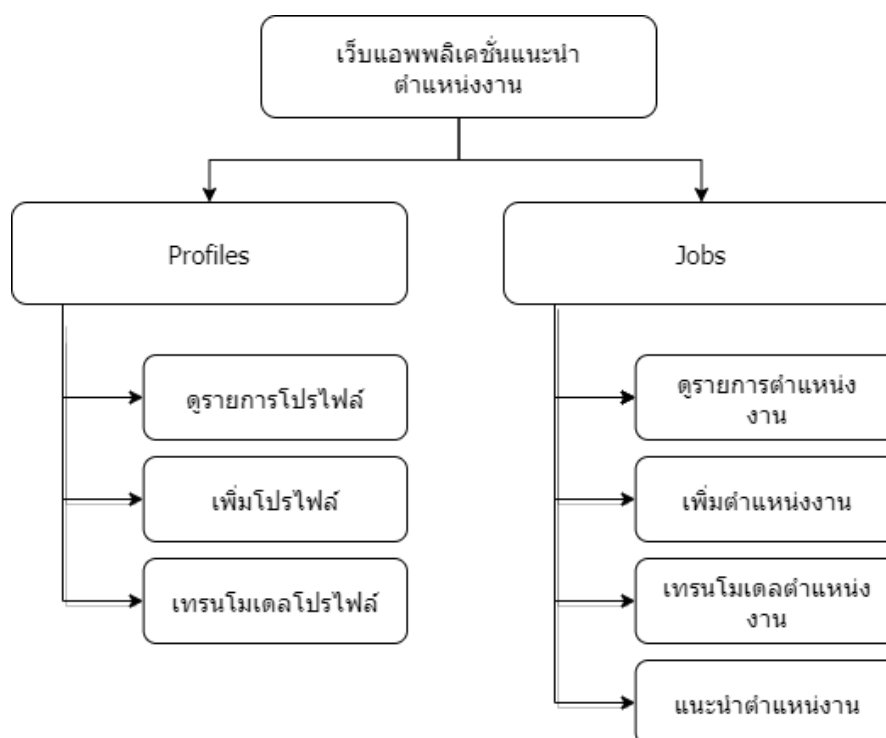 เว็บแอพพลิเคชั่นแนะนำ
ตำแหน่งงาน
Profiles
Jobs
ดูรายการโปรไฟล์
เพิ่มโปรไฟล์
เทรนโมเดลโปรไฟล์
ดูรายการตำแหน่ง
งาน
เพิ่มตำแหน่งงาน
เทรนโมเดลตำแหน่ง
งาน
แนะนำตำแหน่งงาน